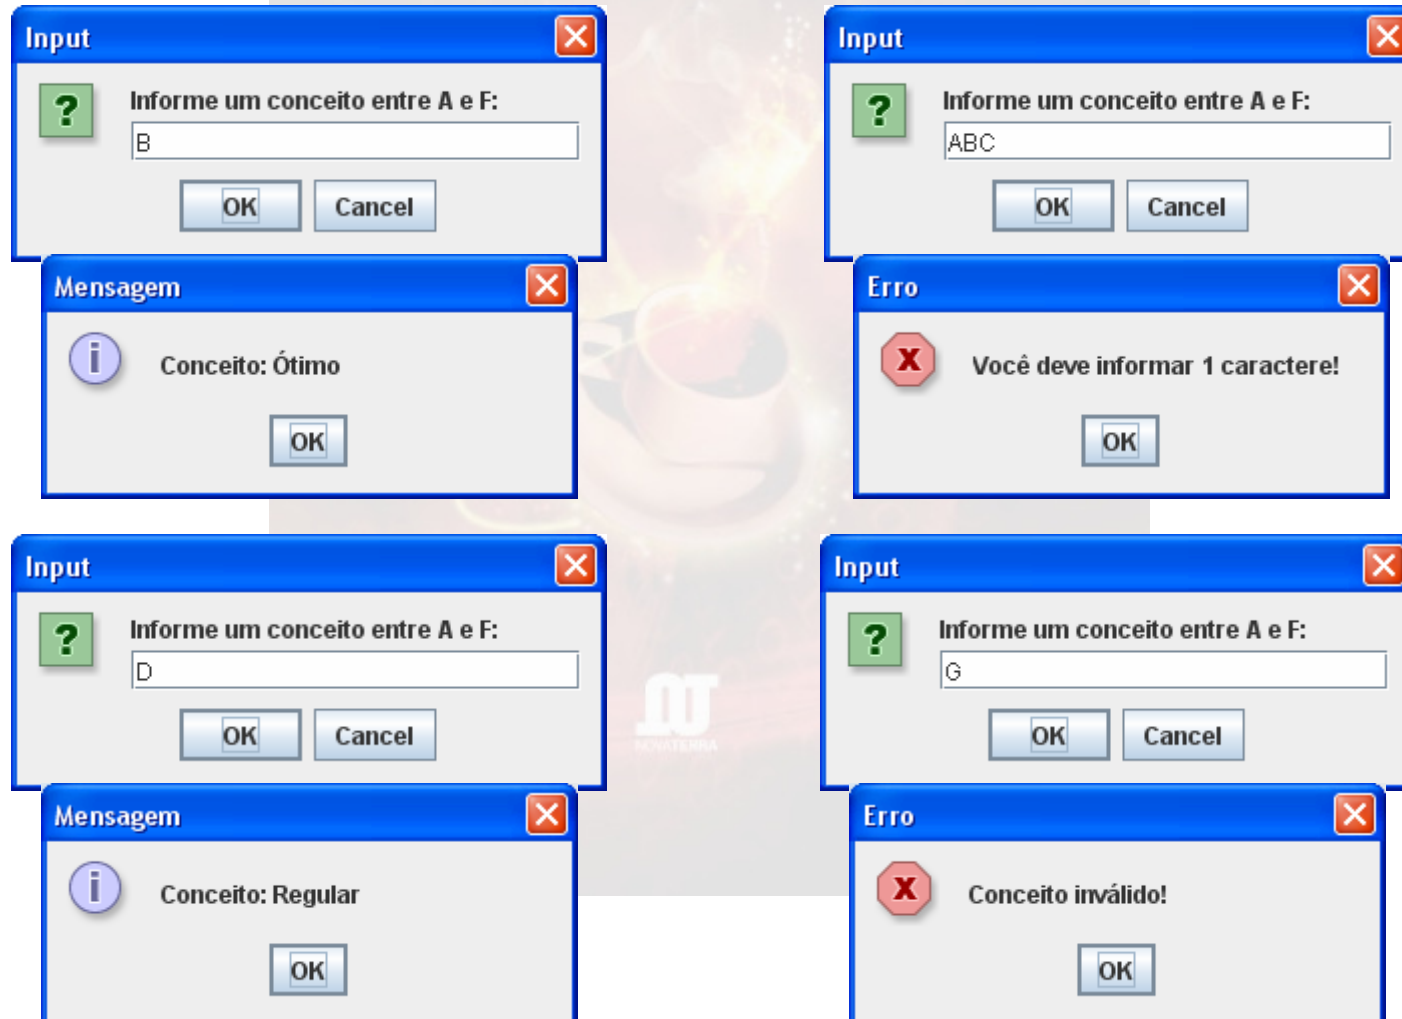 Input
Informe um conceito entre A e F:
B
OK Cancel
Mensagem
Conceito: Ótimo
OK
Input
Informe um conceito entre A e F:
ABC
OK Cancel
Erro
Você deve informar 1 caractere!
OK
Input
Informe um conceito entre A e F:
D
OK Cancel
Mensagem
Conceito: Regular
OK
NOVATERRA
Input
Informe um conceito entre A e F:
G
OK Cancel
Erro
Conceito inválido!
OK